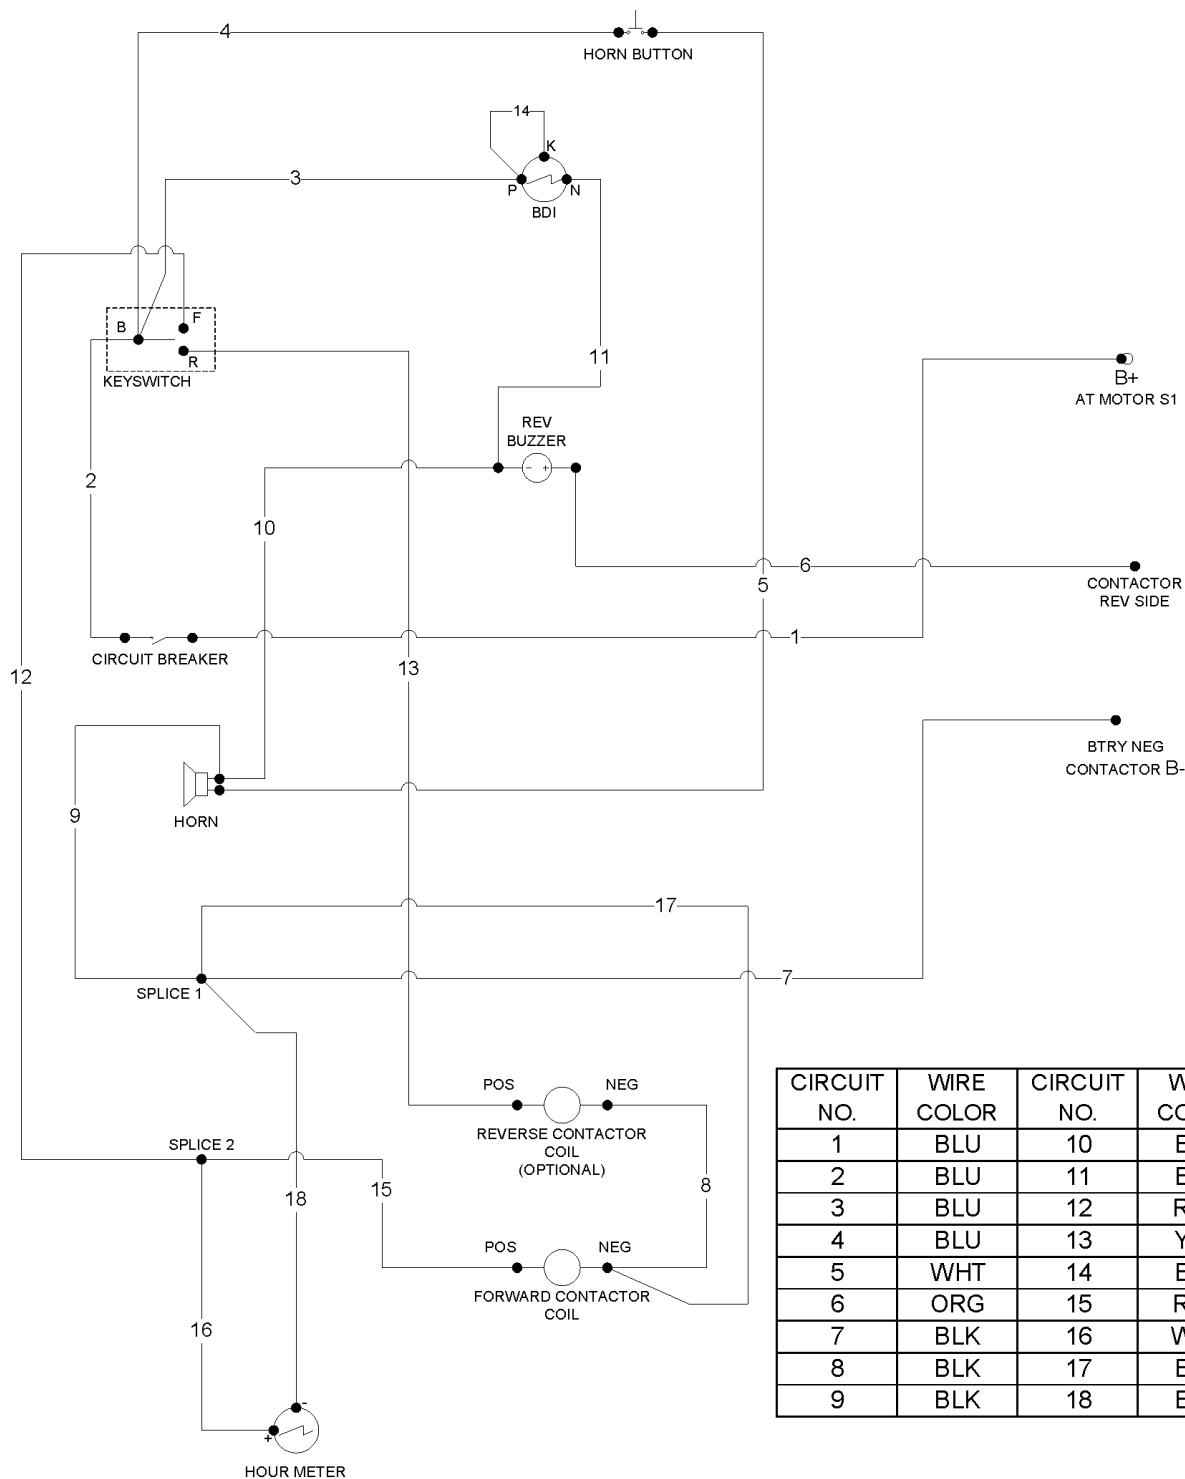 4
HORN BUTTON
14
K
3
P
N
BDI
B
F
R
KEYSWITCH
11
B+
AT MOTOR S1
REV
BUZZER
- +
2
10
6
5
CONTACTOR
REV SIDE
1
CIRCUIT BREAKER
13
12
BTRY NEG
CONTACTOR B-
9
HORN
17
7
SPLICE 1
POS
NEG
REVERSE CONTACTOR
COIL
(OPTIONAL)
SPLICE 2
15
18
8
POS
NEG
FORWARD CONTACTOR
COIL
16
-
+
HOUR METER
CIRCUIT NO. WIRE COLOR CIRCUIT NO.
1 BLU 10
2 BLU 11
3 BLU 12
4 BLU 13
5 WHT 14
6 ORG 15
7 BLK 16
8 BLK 17
9 BLK 18